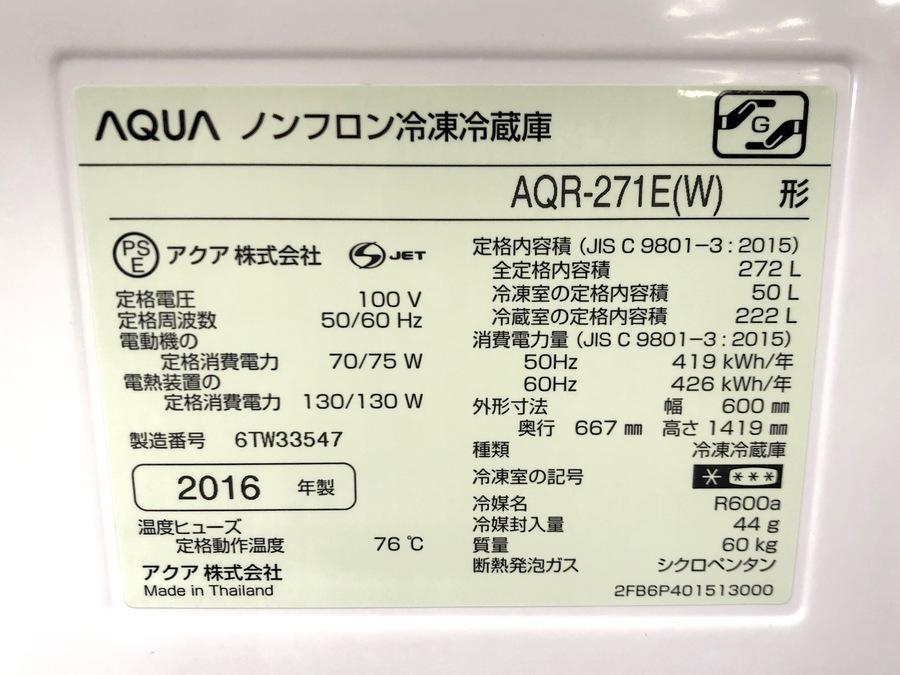 AQUA ノンフロン冷凍冷蔵庫 G
AQR-271E(W) 形
PS E アクア 株式会社 S JET
定格電圧 100 V
定格周波数 50/60 Hz
電動機の
定格消費電力 70/75 W
電熱装置の
定格消費電力 130/130 W
製造番号 6TW33547
2016 年製
温度ヒューズ
定格動作温度 76 ℃
アクア 株式会社
Made in Thailand
定格内容積 (JIS C 9801-3 : 2015)
全定格内容積 272 L
冷凍室の定格内容積 50 L
冷蔵室の定格内容積 222 L
消費電力量 (JIS C 9801-3 : 2015)
50Hz 419 kWh/年
60Hz 426 kWh/年
外形寸法 幅 600 ㎜
奥行 667 ㎜ 高さ 1419 ㎜
種類 冷凍冷蔵庫
冷凍室の記号 * ***
冷媒名 R600a
冷媒封入量 44 g
質量 60 kg
断熱発泡ガス シクロペンタン
2FB6P401513000